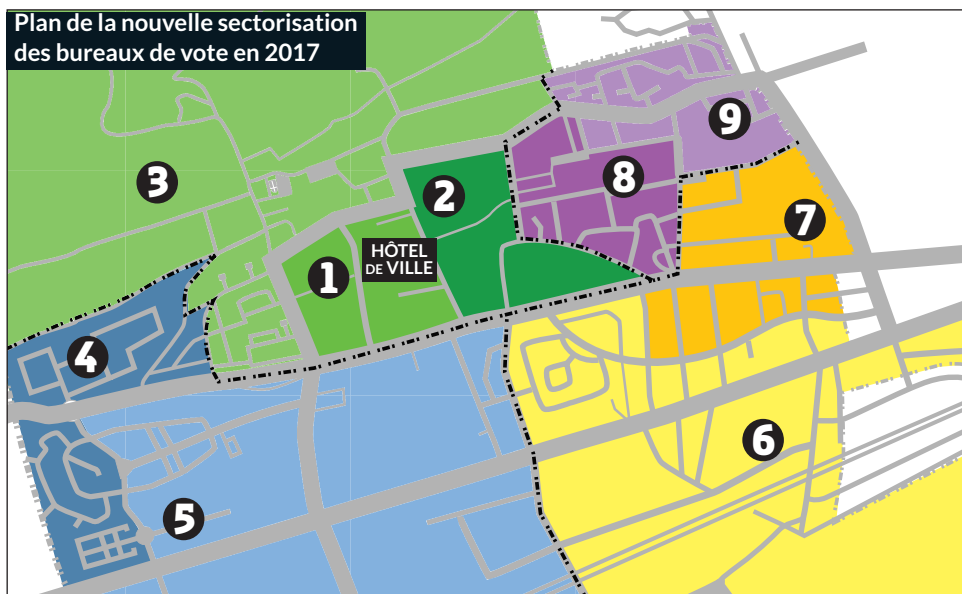 Plan de la nouvelle sectorisation
des bureaux de vote en 2017
9
3
8
2
7
HÔTEL
DE VILLE
1
4
6
5